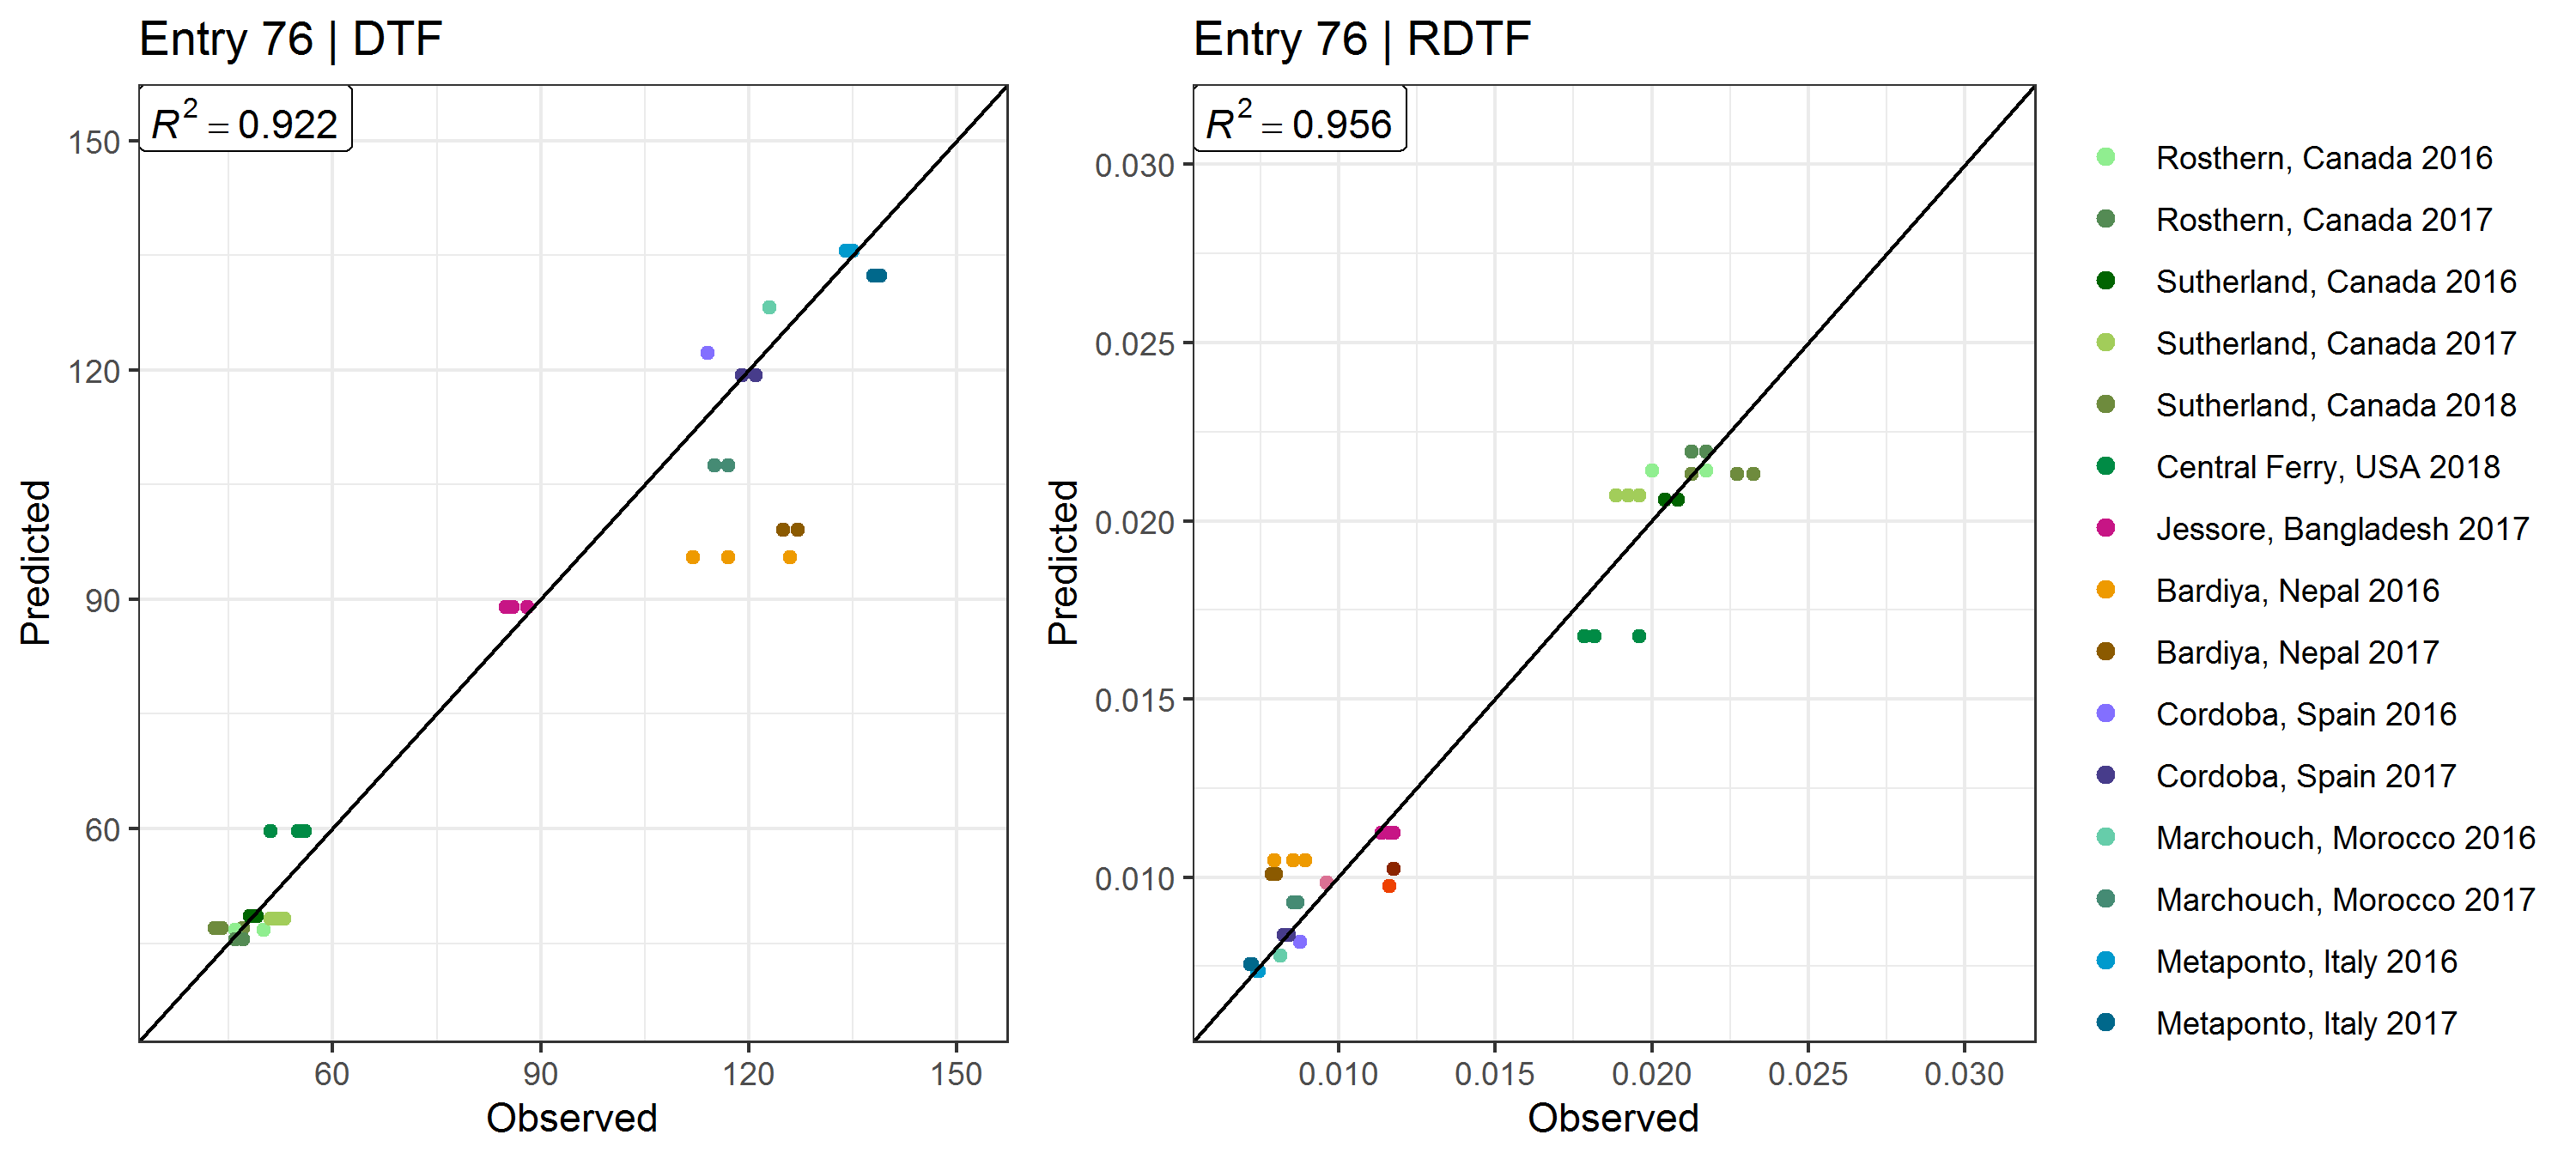 Entry 76 | DTF
R² = 0.922
150
120
90
60
60 90 120 150
Observed
Predicted
Entry 76 | RDTF
R² = 0.956
0.030
0.025
0.020
0.015
0.010
0.010 0.015 0.020 0.025 0.030
Observed
Predicted
Rosthern, Canada 2016
Rosthern, Canada 2017
Sutherland, Canada 2016
Sutherland, Canada 2017
Sutherland, Canada 2018
Central Ferry, USA 2018
Jessore, Bangladesh 2017
Bardiya, Nepal 2016
Bardiya, Nepal 2017
Cordoba, Spain 2016
Cordoba, Spain 2017
Marchouch, Morocco 2016
Marchouch, Morocco 2017
Metaponto, Italy 2016
Metaponto, Italy 2017